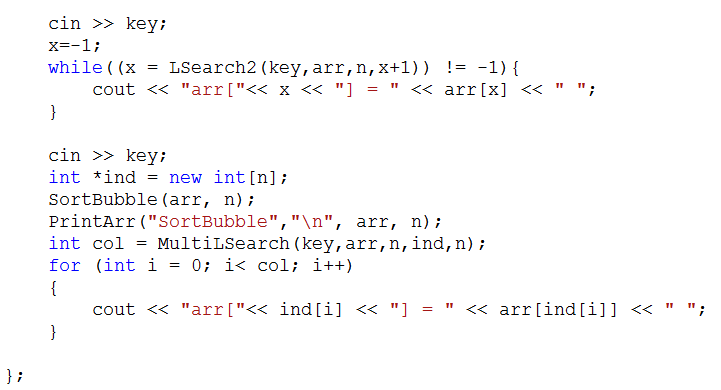 cin >> key;
x=-1;
while((x = LSearch2(key,arr,n,x+1)) != -1){
cout << "arr["<< x << "] = " << arr[x] << " ";
}
cin >> key;
int *ind = new int[n];
SortBubble(arr, n);
PrintArr("SortBubble","\n", arr, n);
int col = MultiLSearch(key,arr,n,ind,n);
for (int i = 0; i< col; i++)
{
cout << "arr["<< ind[i] << "] = " << arr[ind[i]] << " ";
}
};